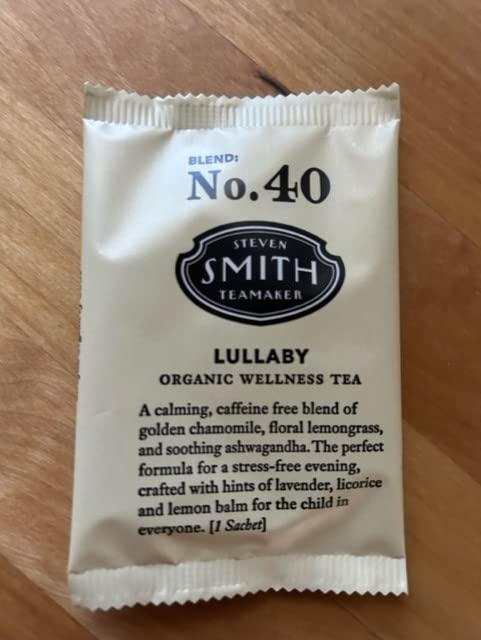 BLEND:
No. 40
STEVEN
SMITH
TEAMAKER
LULLABY
ORGANIC WELLNESS TEA
A calming, caffeine free blend of
golden chamomile, floral lemongrass,
and soothing ashwagandha. The perfect
formula for a stress-free evening,
crafted with hints of lavender, licorice
and lemon balm for the child in
everyone. [1 Sachet]